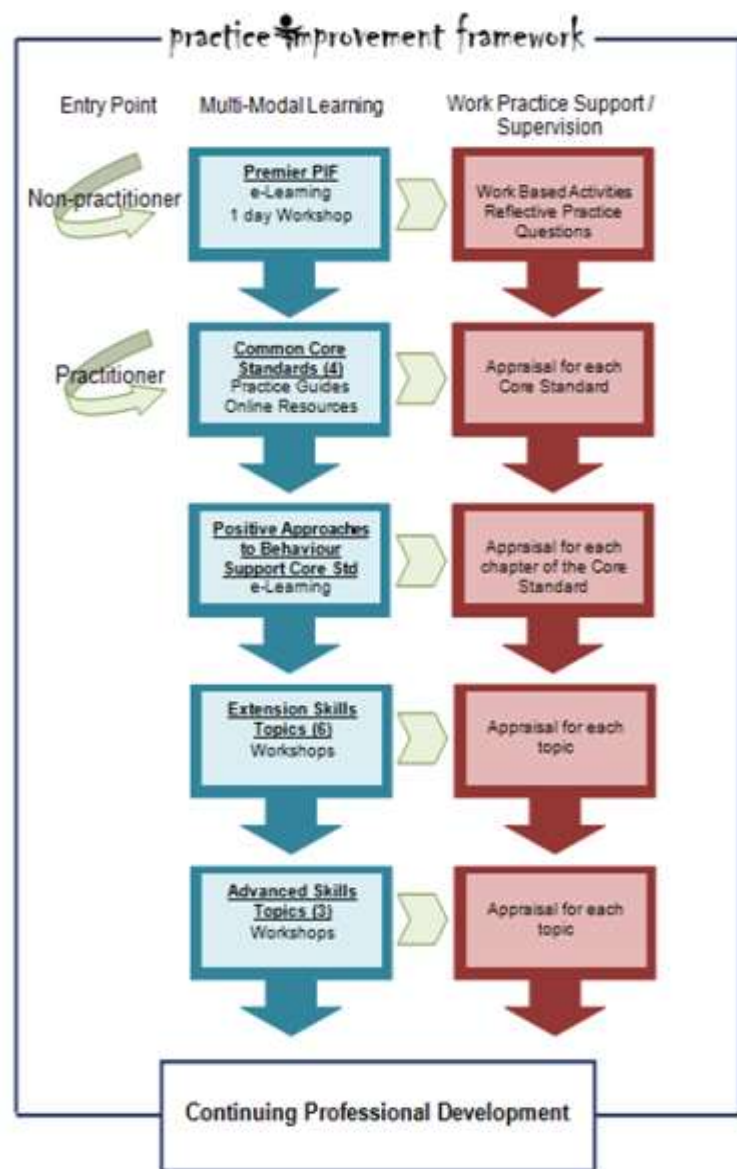 practice improvement framework
Entry Point
Multi-Modal Learning
Work Practice Support /
Supervision
Non-practitioner
Premier PIF
e-Learning
1 day Workshop
Work Based Activities
Reflective Practice
Questions
Practitioner
Common Core
Standards (4)
Practice Guides
Online Resources
Appraisal for each
Core Standard
Positive Approaches
to Behaviour
Support Core Std
e-Learning
Appraisal for each
chapter of the Core
Standard
Extension Skills
Topics (6)
Workshops
Appraisal for each
topic
Advanced Skills
Topics (3)
Workshops
Appraisal for each
topic
Continuing Professional Development